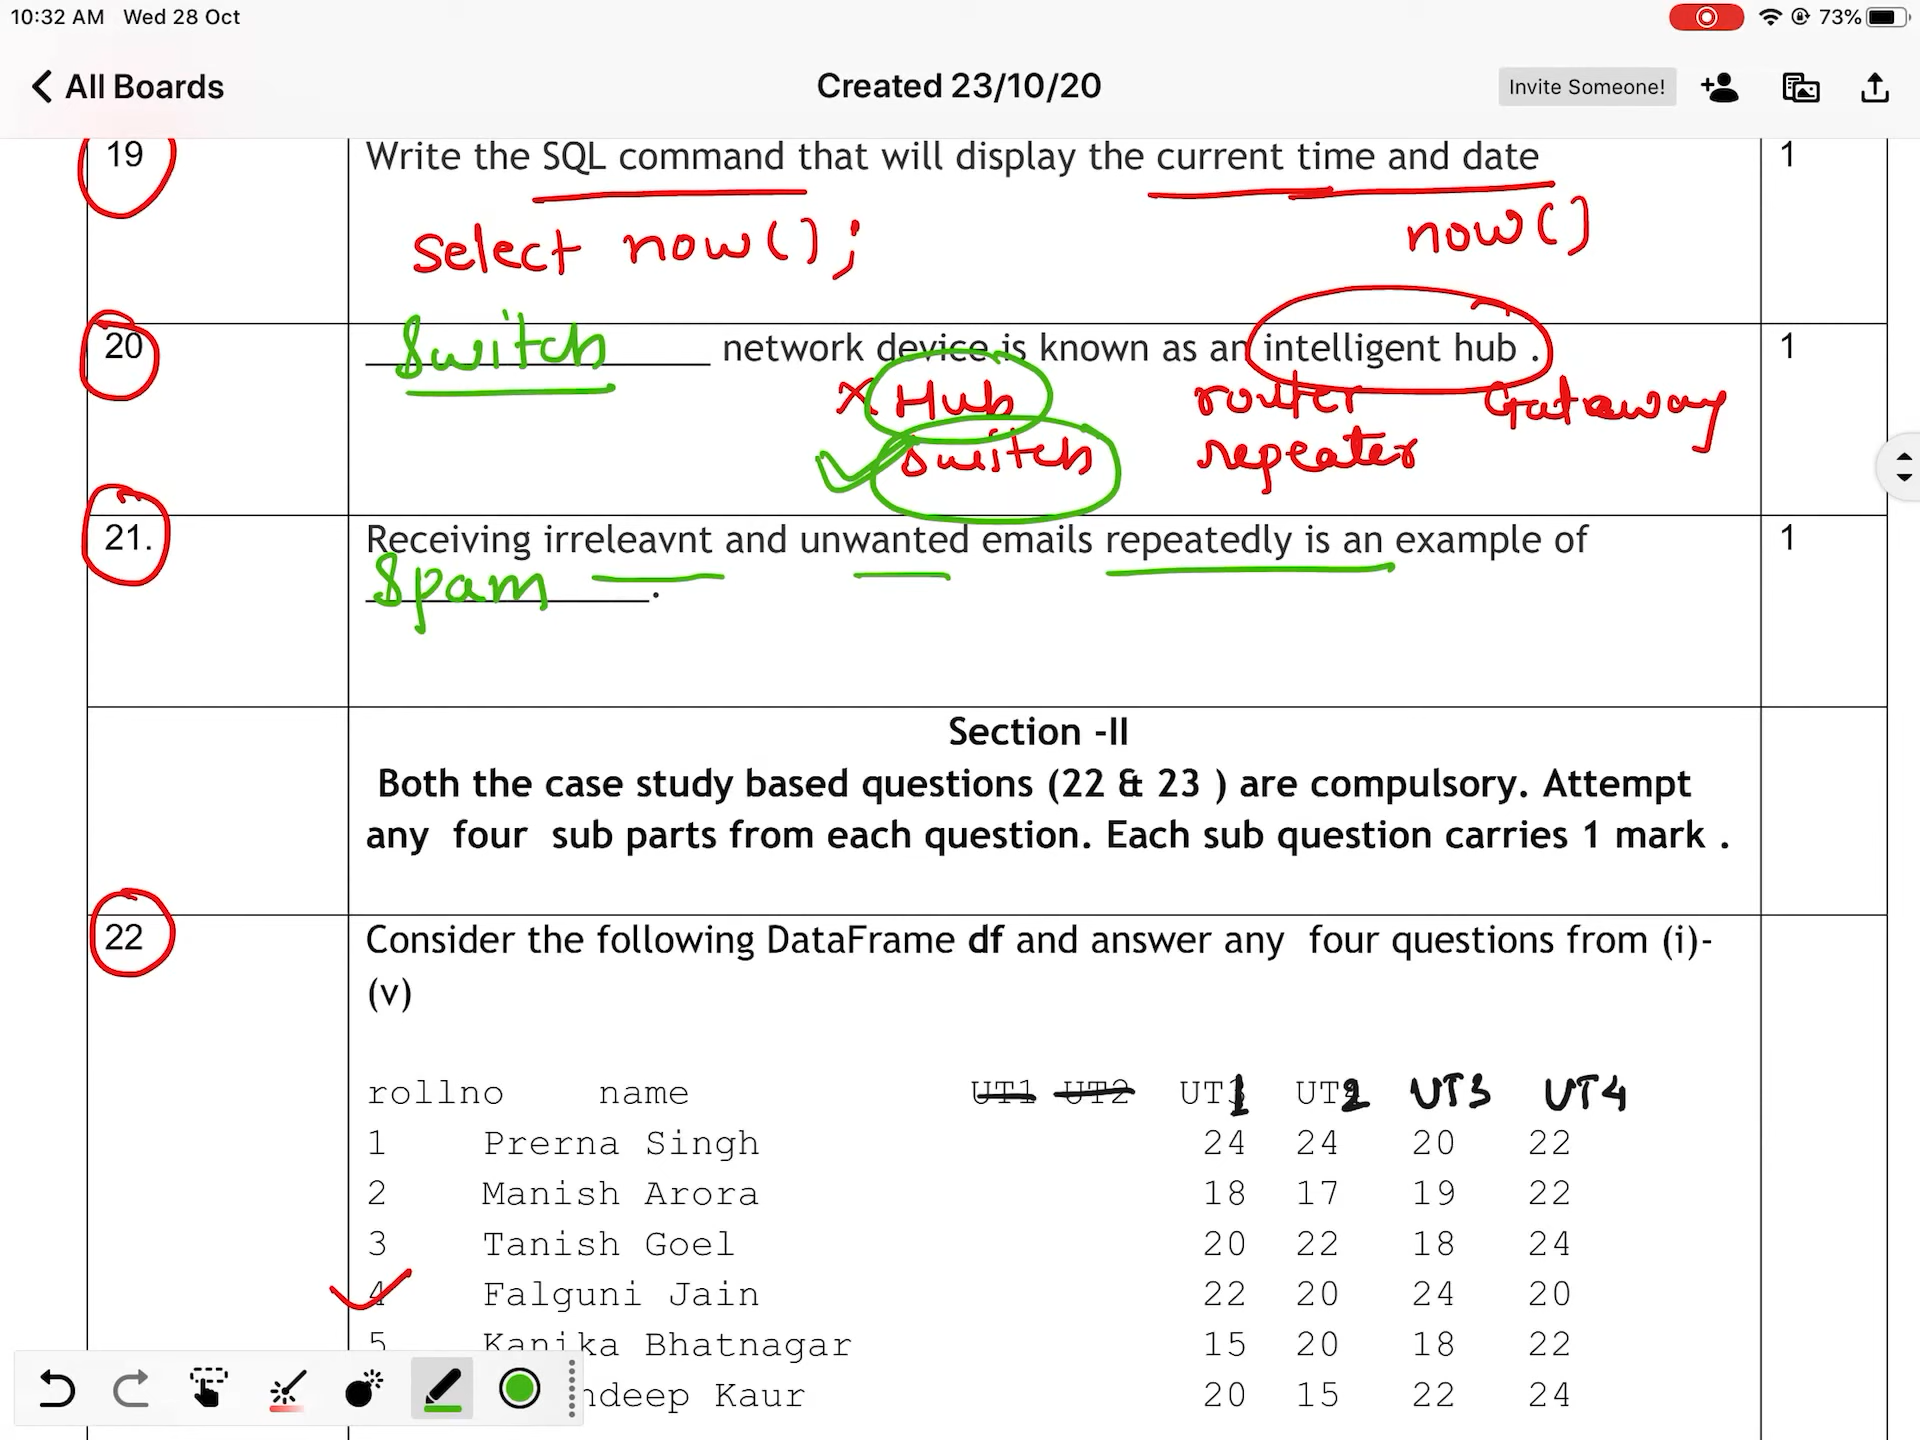 10:32 AM Wed 28 Oct
73%
All Boards
Created 23/10/20
Invite Someone!
19 Write the SQL command that will display the current time and date 1
select now(); now()
20 Switch network device is known as an intelligent hub . 1
x Hub router Gateway
Switch repeater
21. Receiving irreleavnt and unwanted emails repeatedly is an example of 1
Spam .
Section -II
Both the case study based questions (22 & 23 ) are compulsory. Attempt
any four sub parts from each question. Each sub question carries 1 mark .
22 Consider the following DataFrame df and answer any four questions from (i)-
(v)
rollno name UT1 UT2 UT1 UT2 UT3 UT4
1 Prerna Singh 24 24 20 22
2 Manish Arora 18 17 19 22
3 Tanish Goel 20 22 18 24
4 Falguni Jain 22 20 24 20
5 Kanika Bhatnagar 15 20 18 22
ndeep Kaur 20 15 22 24